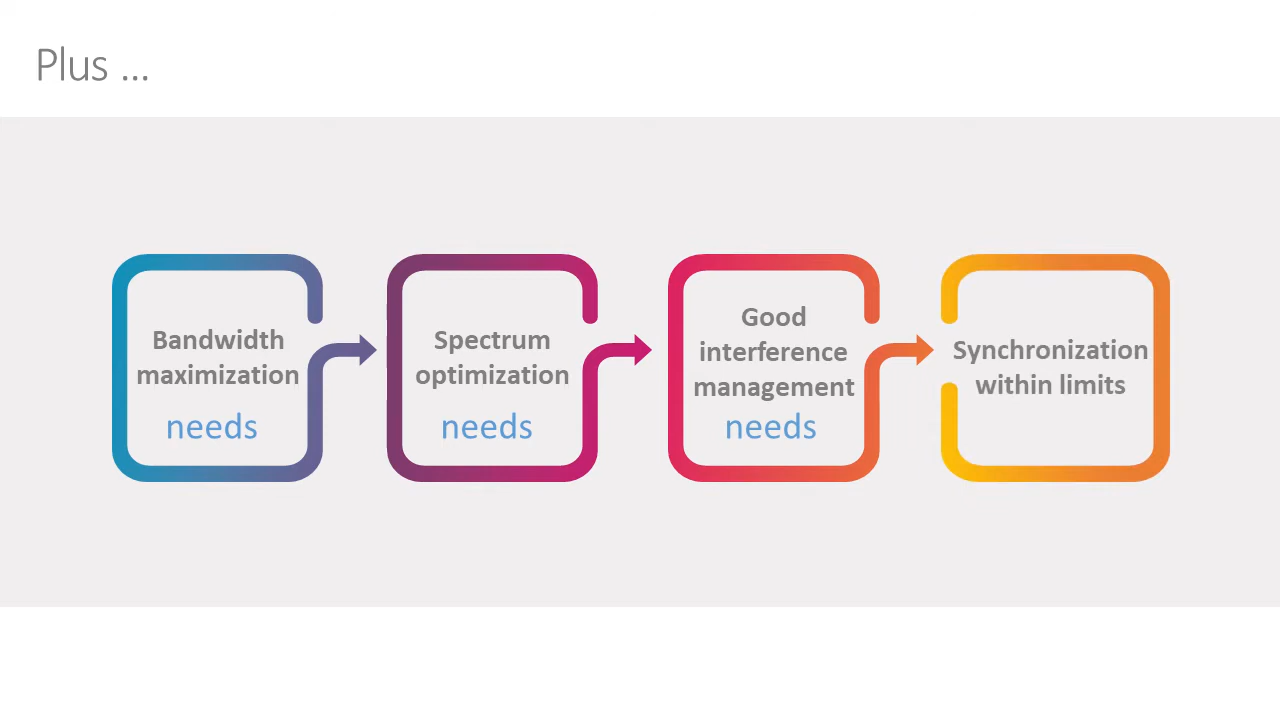 Plus ...
Bandwidth
maximization
needs
Spectrum
optimization
needs
Good
interference
management
needs
Synchronization
within limits